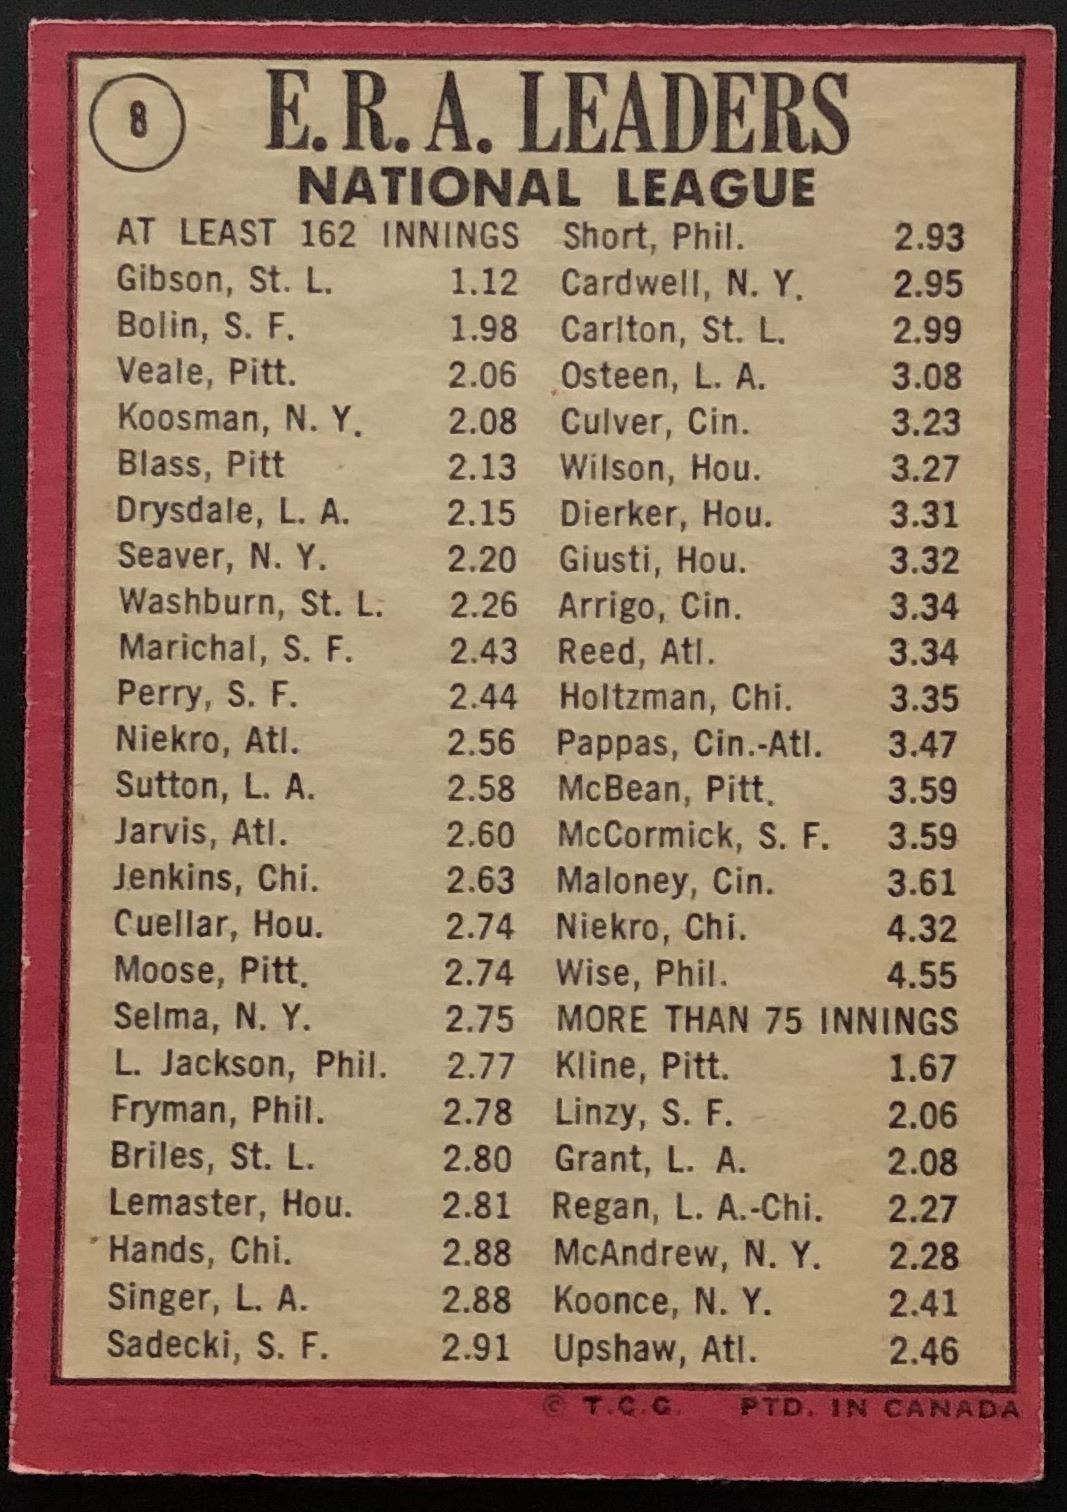 8
E. R. A. LEADERS
NATIONAL LEAGUE
AT LEAST 162 INNINGS
Gibson, St. L. 1.12
Bolin, S. F. 1.98
Veale, Pitt. 2.06
Koosman, N. Y. 2.08
Blass, Pitt 2.13
Drysdale, L. A. 2.15
Seaver, N. Y. 2.20
Washburn, St. L. 2.26
Marichal, S. F. 2.43
Perry, S. F. 2.44
Niekro, Atl. 2.56
Sutton, L. A. 2.58
Jarvis, Atl. 2.60
Jenkins, Chi. 2.63
Cuellar, Hou. 2.74
Moose, Pitt. 2.74
Selma, N. Y. 2.75
L. Jackson, Phil. 2.77
Fryman, Phil. 2.78
Briles, St. L. 2.80
Lemaster, Hou. 2.81
Hands, Chi. 2.88
Singer, L. A. 2.88
Sadecki, S. F. 2.91
Short, Phil. 2.93
Cardwell, N. Y. 2.95
Carlton, St. L. 2.99
Osteen, L. A. 3.08
Culver, Cin. 3.23
Wilson, Hou. 3.27
Dierker, Hou. 3.31
Giusti, Hou. 3.32
Arrigo, Cin. 3.34
Reed, Atl. 3.34
Holtzman, Chi. 3.35
Pappas, Cin.-Atl. 3.47
McBean, Pitt. 3.59
McCormick, S. F. 3.59
Maloney, Cin. 3.61
Niekro, Chi. 4.32
Wise, Phil. 4.55
MORE THAN 75 INNINGS
Kline, Pitt. 1.67
Linzy, S. F. 2.06
Grant, L. A. 2.08
Regan, L. A.-Chi. 2.27
McAndrew, N. Y. 2.28
Koonce, N. Y. 2.41
Upshaw, Atl. 2.46
© T.C.G. PTD. IN CANADA